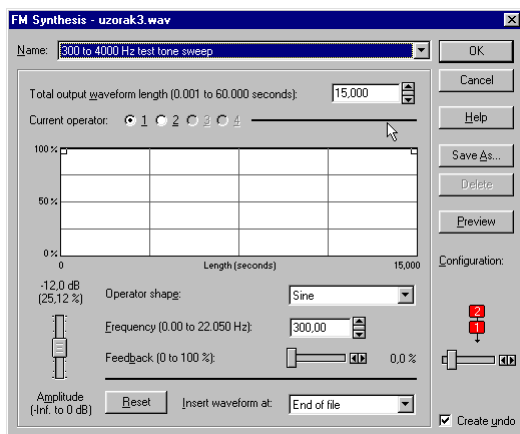 FM Synthesis - uzorak3.wav
Name: 300 to 4000 Hz test tone sweep
OK
Cancel
Total output waveform length (0.001 to 60.000 seconds): 15,000
Current operator: 1 2 3 4
Help
100 %
Save As...
Delete
50 %
Preview
0 %
0 Length (seconds) 15,000
Configuration:
-12,0 dB
(25,12 %)
Operator shape: Sine
2
1
Frequency (0.00 to 22.050 Hz): 300,00
Feedback (0 to 100 %): 0,0 %
Amplitude
(-Inf. to 0 dB)
Reset Insert waveform at: End of file
Create undo